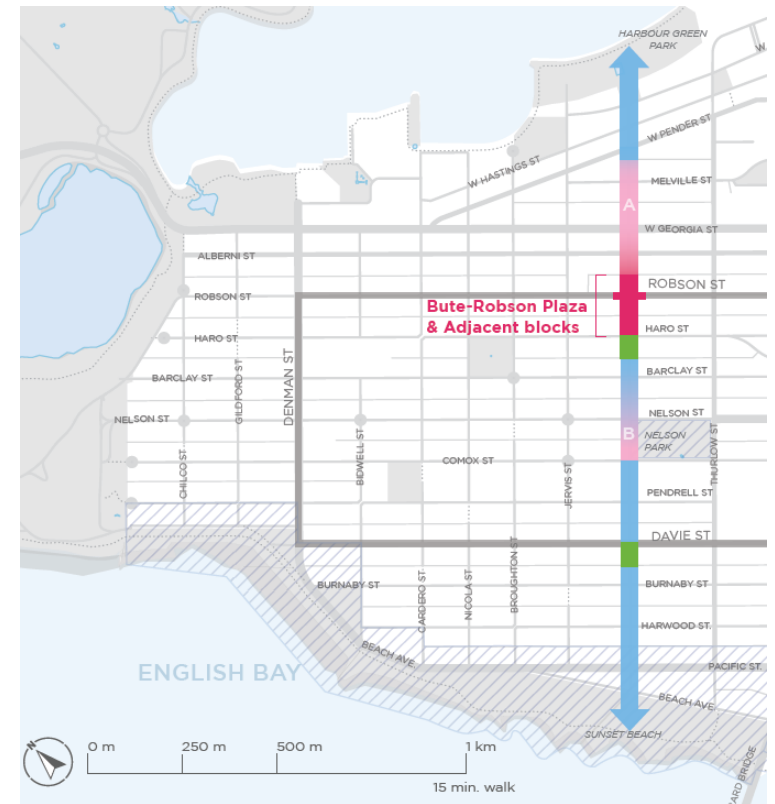 HARBOUR GREEN
PARK
W
W PENDER ST
W HASTINGS ST
MELVILLE ST
A
W GEORGIA ST
ALBERNI ST
ROBSON ST
ROBSON ST
Bute-Robson Plaza
& Adjacent blocks
HARO ST
HARO ST
BARCLAY ST
BARCLAY ST
GILDFORD ST
DENMAN ST
NELSON ST
NELSON ST
B
NELSON
PARK
THURLOW ST
COMOX ST
CHILCO ST
BIDWELL ST
JERVIS ST
PENDRELL ST
DAVIE ST
BURNABY ST
BURNABY ST
CARDERO ST
NICOLA ST
BROUGHTON ST
HARWOOD ST.
BEACH AVE
PACIFIC ST.
ENGLISH BAY
BEACH AVE
SUNSET BEACH
N
0 m
250 m
500 m
1 km
15 min. walk
ARD BRIDGE